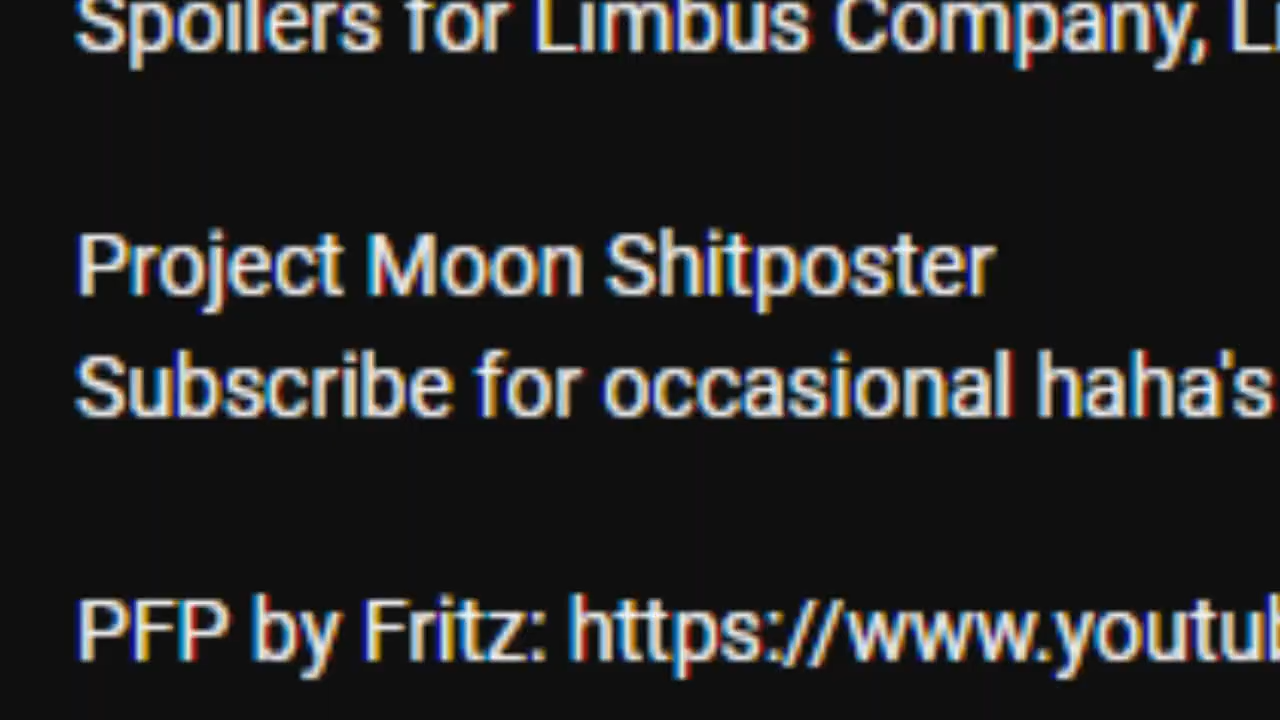 Spoilers for Limbus Company,
Project Moon Shitposter
Subscribe for occasional haha's
PFP by Fritz: https://www.youtu